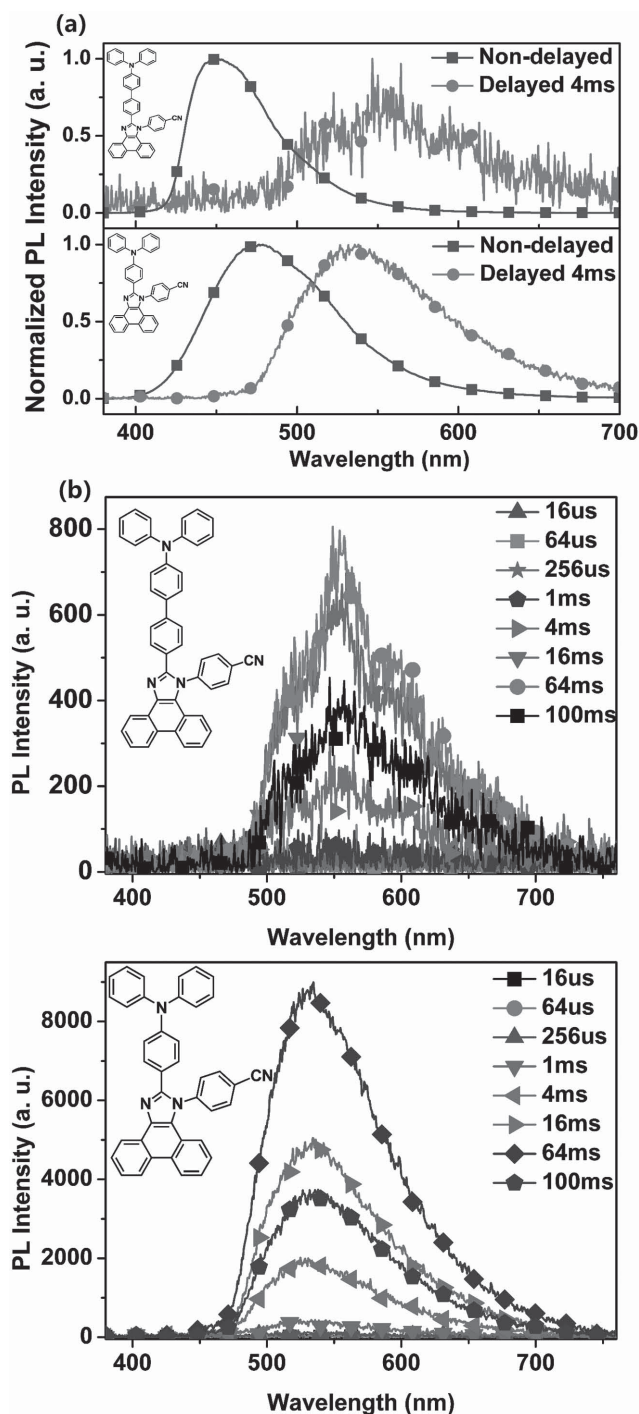 (a)
1.0
0.5
0.0
1.0
0.5
0.0
Normalized PL Intensity (a. u.)
Non-delayed
Delayed 4ms
N
N
N
CN
Non-delayed
Delayed 4ms
N
N
N
CN
400
500
600
700
Wavelength (nm)
(b)
800
600
400
200
0
PL Intensity (a. u.)
N
N
N
CN
16us
64us
256us
1ms
4ms
16ms
64ms
100ms
400
500
600
700
Wavelength (nm)
8000
6000
4000
2000
0
PL Intensity (a. u.)
N
N
N
CN
16us
64us
256us
1ms
4ms
16ms
64ms
100ms
400
500
600
700
Wavelength (nm)